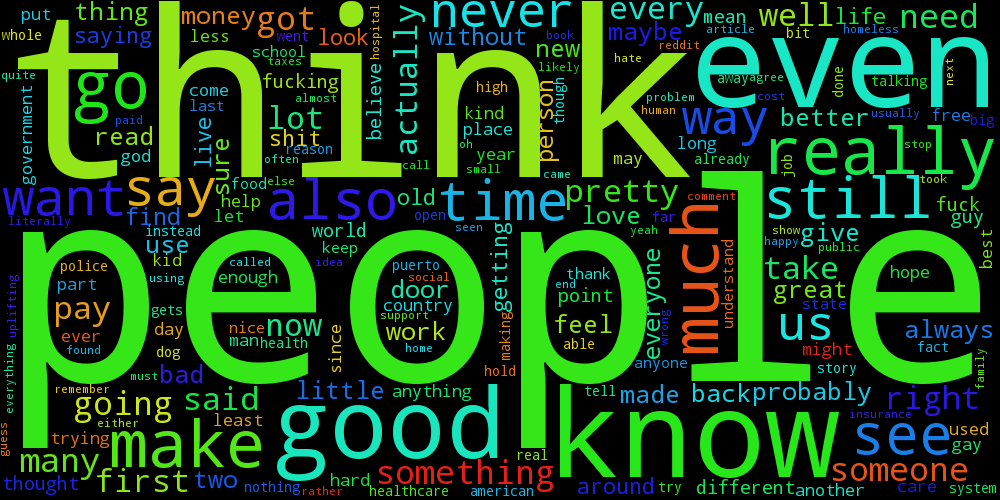 put
thing
money
got
never
every
mean
well
life
need
whole
saying
less
went
look
hospital
without
book
maybe
article
bit
homeless
think
even
school
taxes
likely
new
reddit
hate
away
agree
done
talking
next
quite
go
fucking
almost
believe
actually
high
though
problem
cost
usually
free
big
government
paid
come
last
lot
kind
person
human
way
better
read
live
shit
place
oh
long
job
really
stop
god
sure
often
reason
call
year
small
came
may
already
took
want
say
food
else
also
old
time
pretty
comment
still
fuck
literally
find
help
let
open
seen
love
far
much
show
give
guy
use
instead
world
keep
getting
yeah
happy
public
best
people
kid
called
idea
puerto
thank
everyone
understand
take
hope
police
using
enough
door
social
end
point
great
state
part
country
support
uplifting
pay
gets
nice
now
work
feel
wrong
us
always
ever
day
man
health
since
home
making
able
might
fact
found
dog
hold
anyone
story
family
everything
must
bad
remember
going
either
said
little
anything
tell
made
back
probably
right
guess
trying
make
least
good
real
know
insurance
see
used
gay
many
something
someone
thought
first
two
nothing
rather
hard
healthcare
american
around
try
different
another
care
system